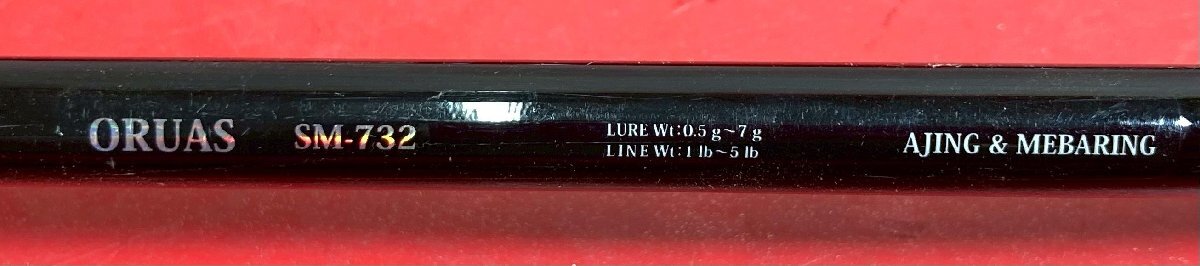 ORUAS SM-732 LURE Wt:0.5 g~7 g AJING & MEBARING
LINE Wt:1 lb~5 lb